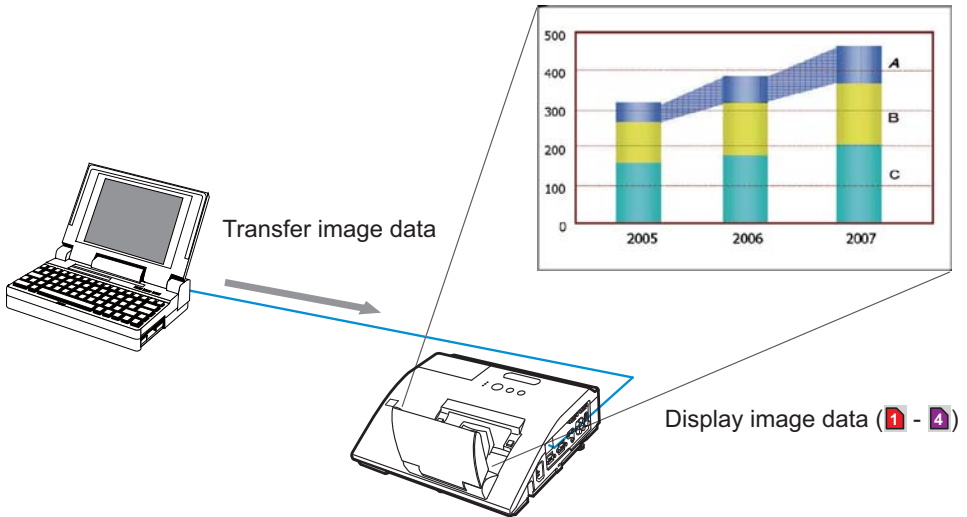 500
400
300
200
100
0
A
B
C
2005 2006 2007
Transfer image data
Display image data (1 - 4)